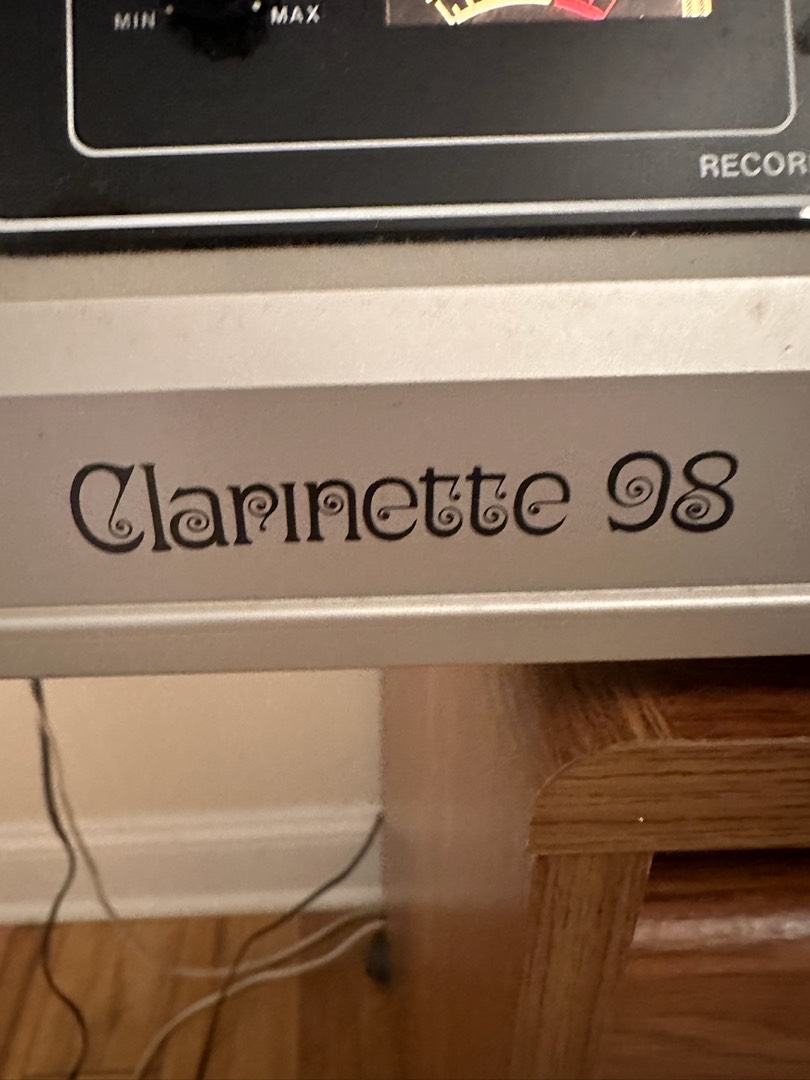 MIN MAX
RECOR
Clarinette 98